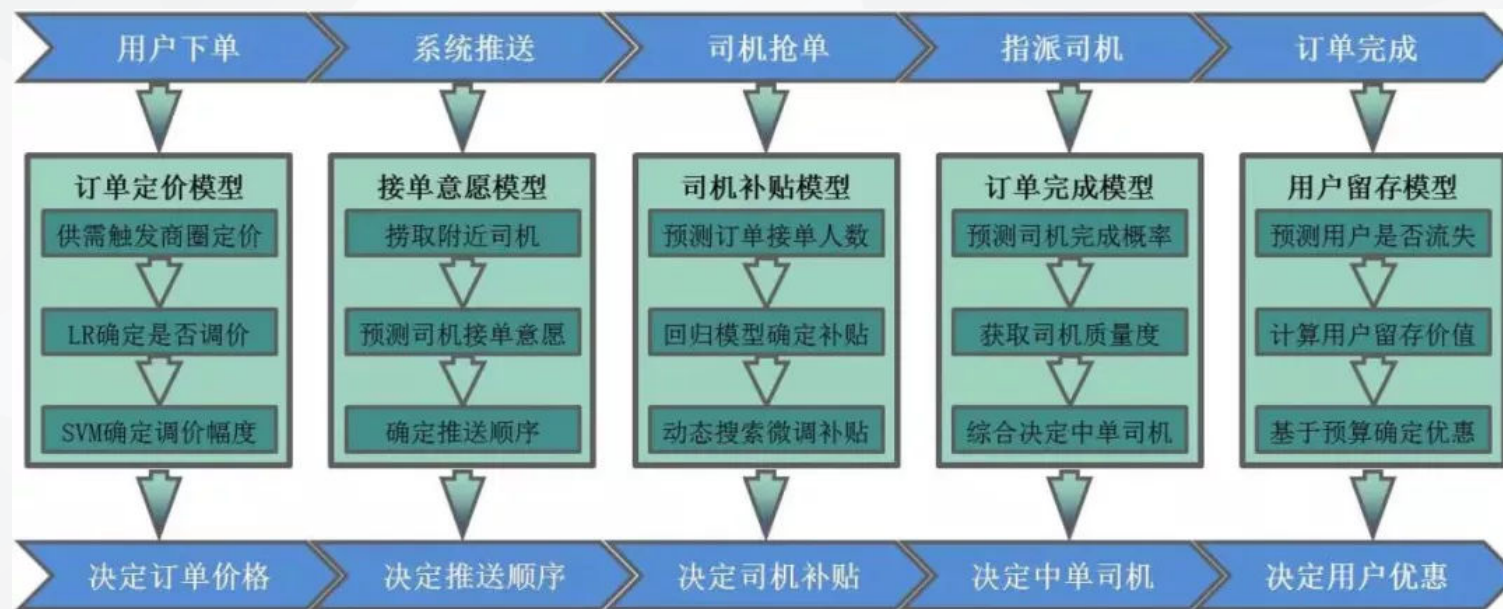 用户下单
系统推送
司机抢单
指派司机
订单完成
订单定价模型
供需触发商圈定价
LR确定是否调价
SVM确定调价幅度
接单意愿模型
捞取附近司机
预测司机接单意愿
确定推送顺序
司机补贴模型
预测订单接单人数
回归模型确定补贴
动态搜索微调补贴
订单完成模型
预测司机完成概率
获取司机质量度
综合决定中单司机
用户留存模型
预测用户是否流失
计算用户留存价值
基于预算确定优惠
决定订单价格
决定推送顺序
决定司机补贴
决定中单司机
决定用户优惠